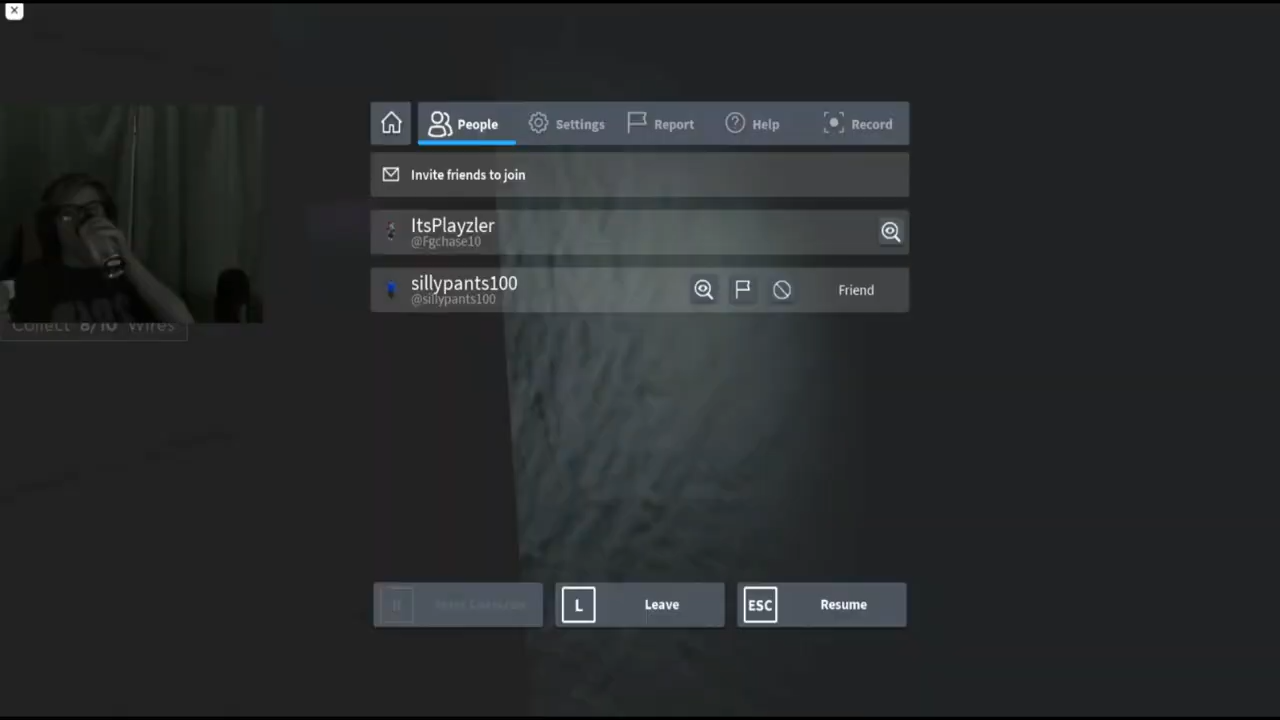 People Settings Report Help Record
Invite friends to join
ItsPlayzler
@Fgchase10
sillypants100
@sillypants100
Friend
Collect 8/10 Wires
L Leave ESC Resume